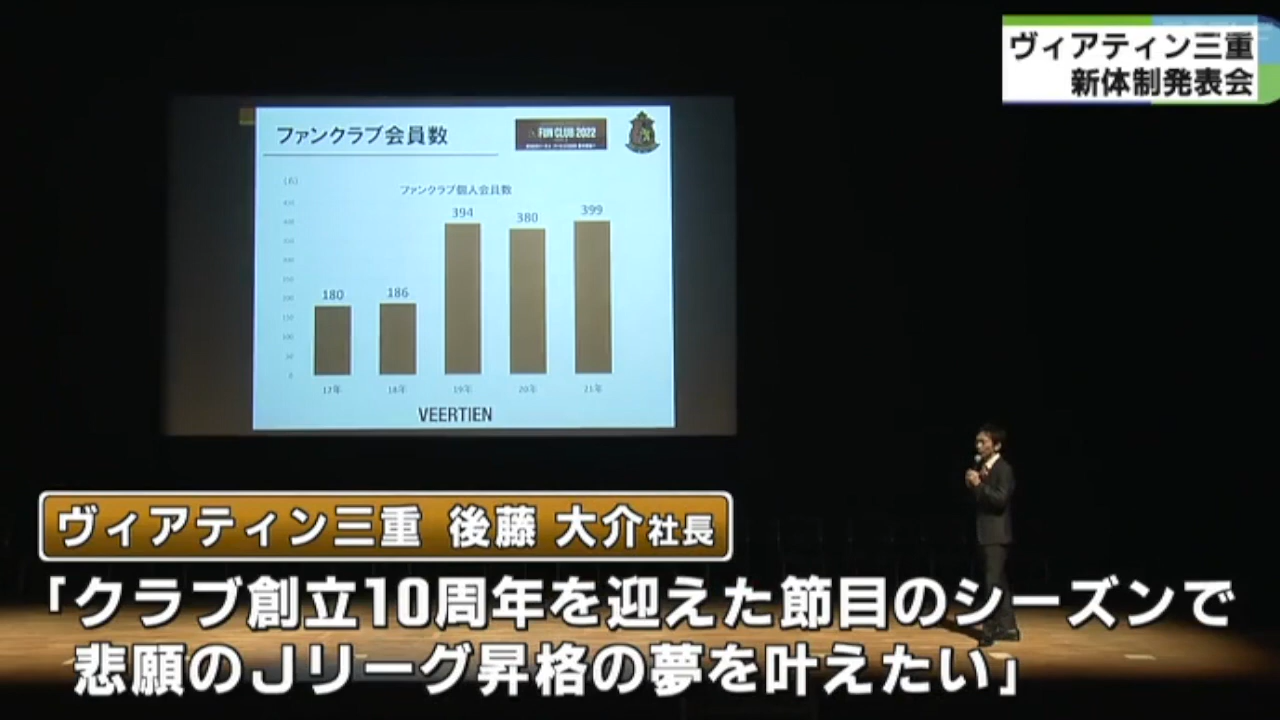 ヴィアティン三重
新体制発表会
ファンクラブ会員数
FUN CLUB 2022
ファンクラブ個人会員数
394
380
399
180
186
17年
18年
19年
20年
21年
VEERTIEN
ヴィアティン三重 後藤 大介社長
「クラブ創立10周年を迎えた節目のシーズンで
悲願のJリーグ昇格の夢を叶えたい」